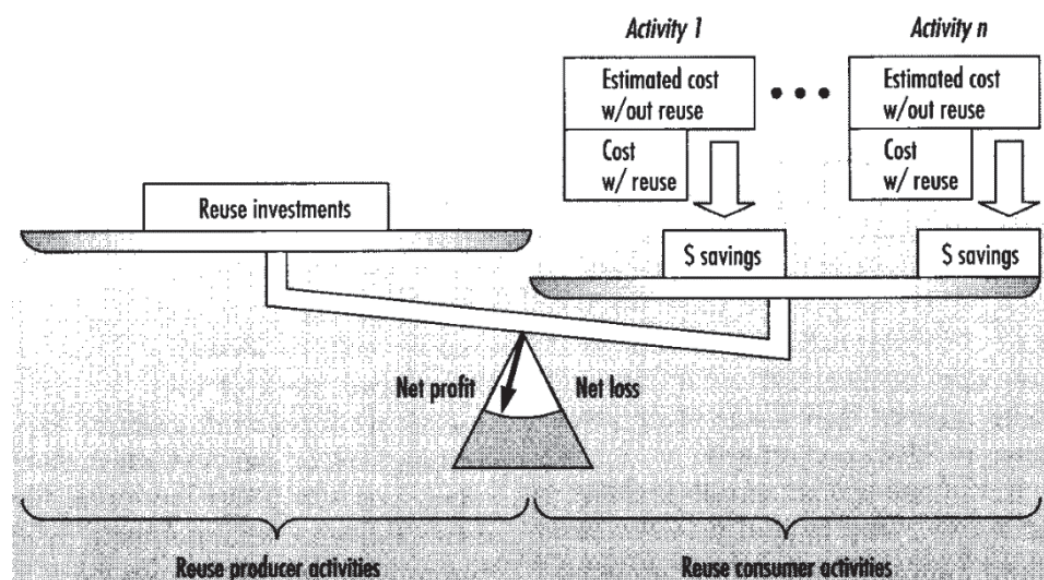 Activity 1
Activity n
Estimated cost
w/out reuse
Estimated cost
w/out reuse
Cost
w/ reuse
Cost
w/ reuse
Reuse investments
$ savings
$ savings
Net profit
Net loss
Reuse producer activities
Reuse consumer activities